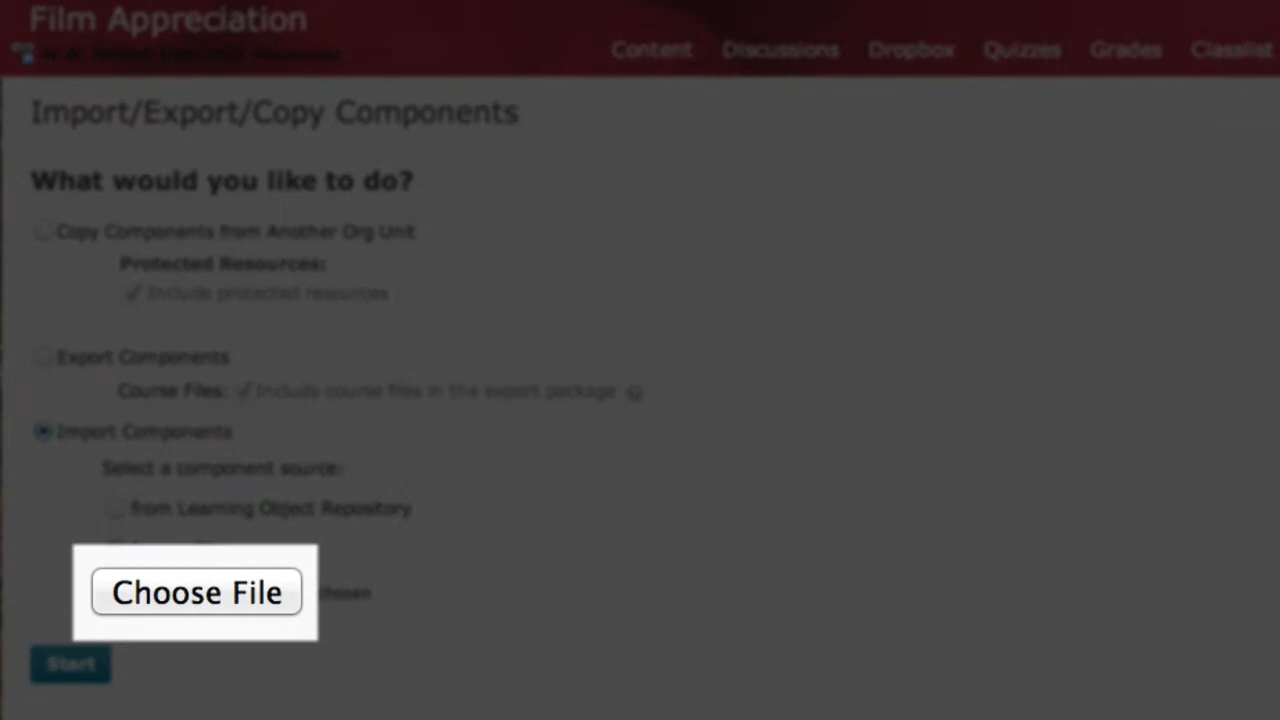 Film Appreciation
Content Discussions Dropbox Quizzes Grades Classlist
Import/Export/Copy Components
What would you like to do?
Copy Components from Another Org Unit
Protected Resources:
Include protected resources
Export Components
Course Files: Include course files in the export package
Import Components
Select a component source:
from Learning Object Repository
Choose File chosen
Start